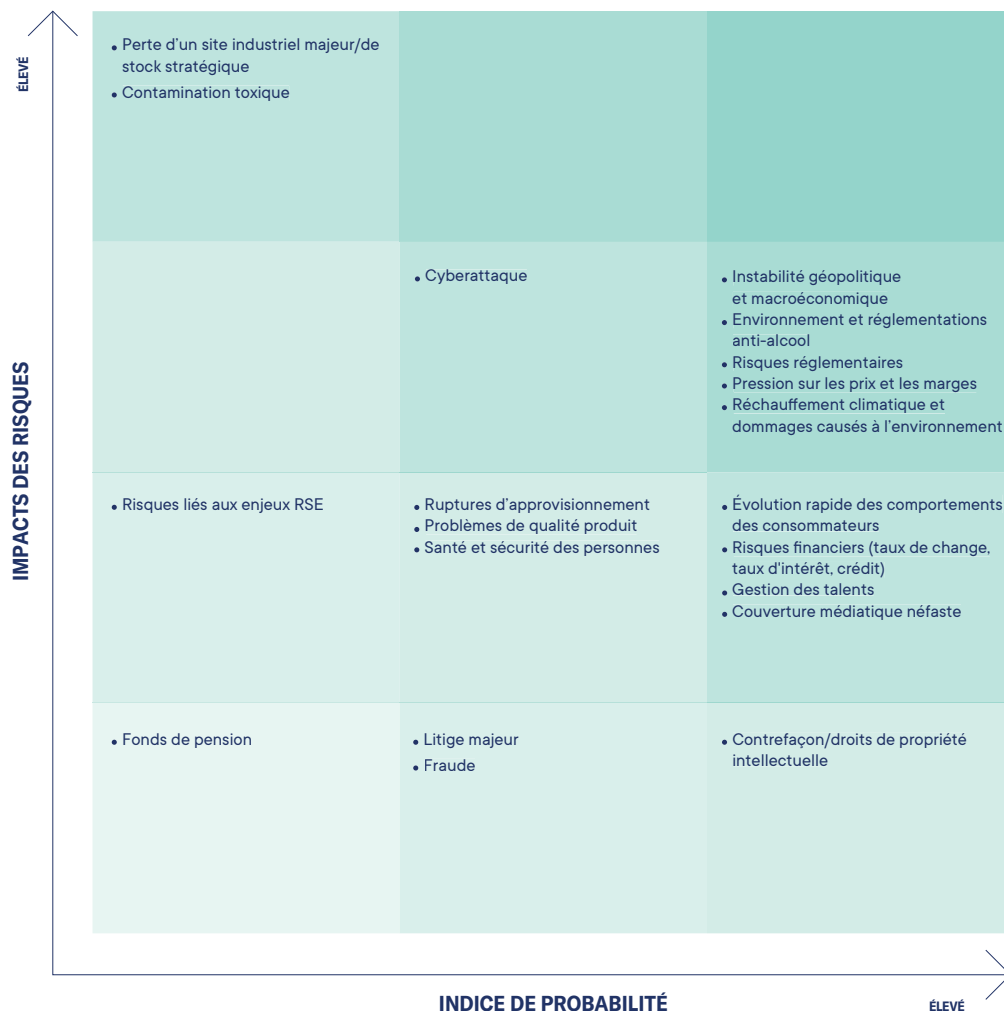 ÉLEVÉ
IMPACTS DES RISQUES
• Perte d’un site industriel majeur/de
stock stratégique
• Contamination toxique
• Cyberattaque
• Instabilité géopolitique
et macroéconomique
• Environnement et réglementations
anti-alcool
• Risques réglementaires
• Pression sur les prix et les marges
• Réchauffement climatique et
dommages causés à l’environnement
• Risques liés aux enjeux RSE
• Ruptures d’approvisionnement
• Problèmes de qualité produit
• Santé et sécurité des personnes
• Évolution rapide des comportements
des consommateurs
• Risques financiers (taux de change,
taux d'intérêt, crédit)
• Gestion des talents
• Couverture médiatique néfaste
• Fonds de pension
• Litige majeur
• Fraude
• Contrefaçon/droits de propriété
intellectuelle
INDICE DE PROBABILITÉ
ÉLEVÉ